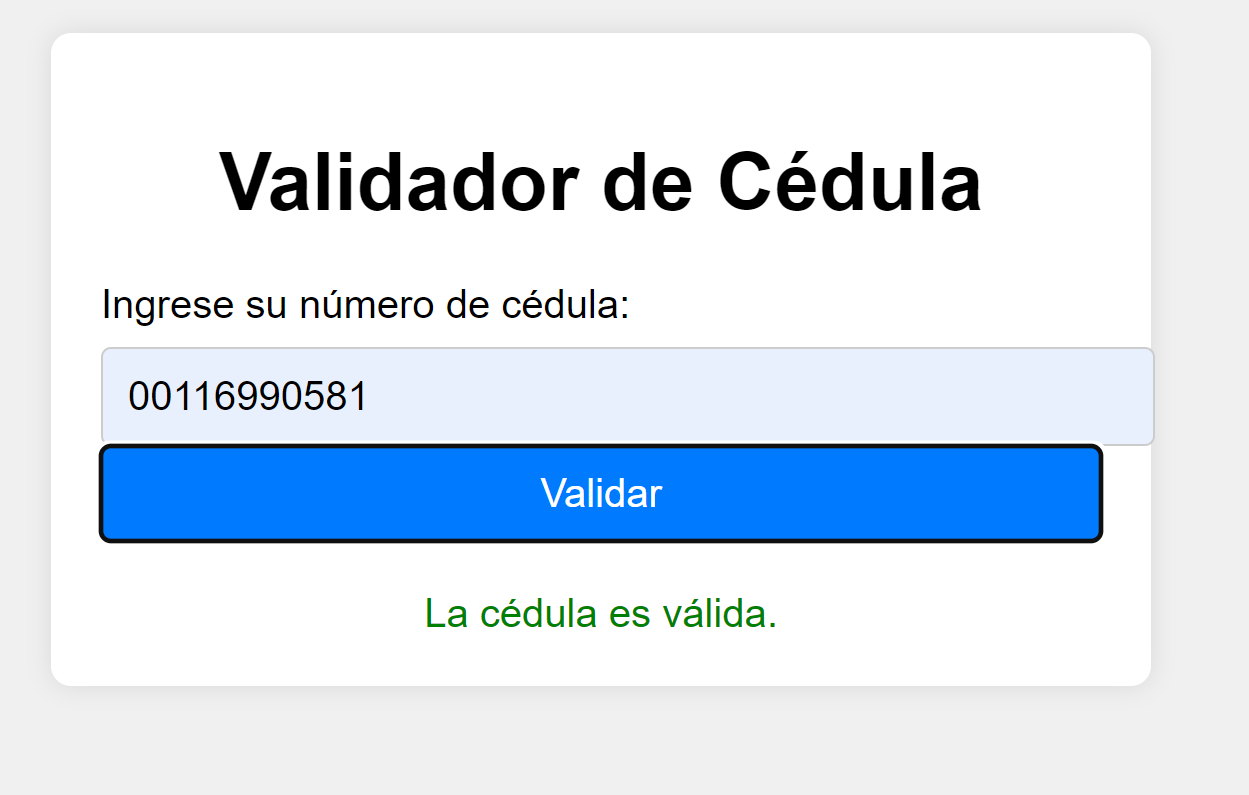 Validador de Cédula
Ingrese su número de cédula:
00116990581
Validar
La cédula es válida.